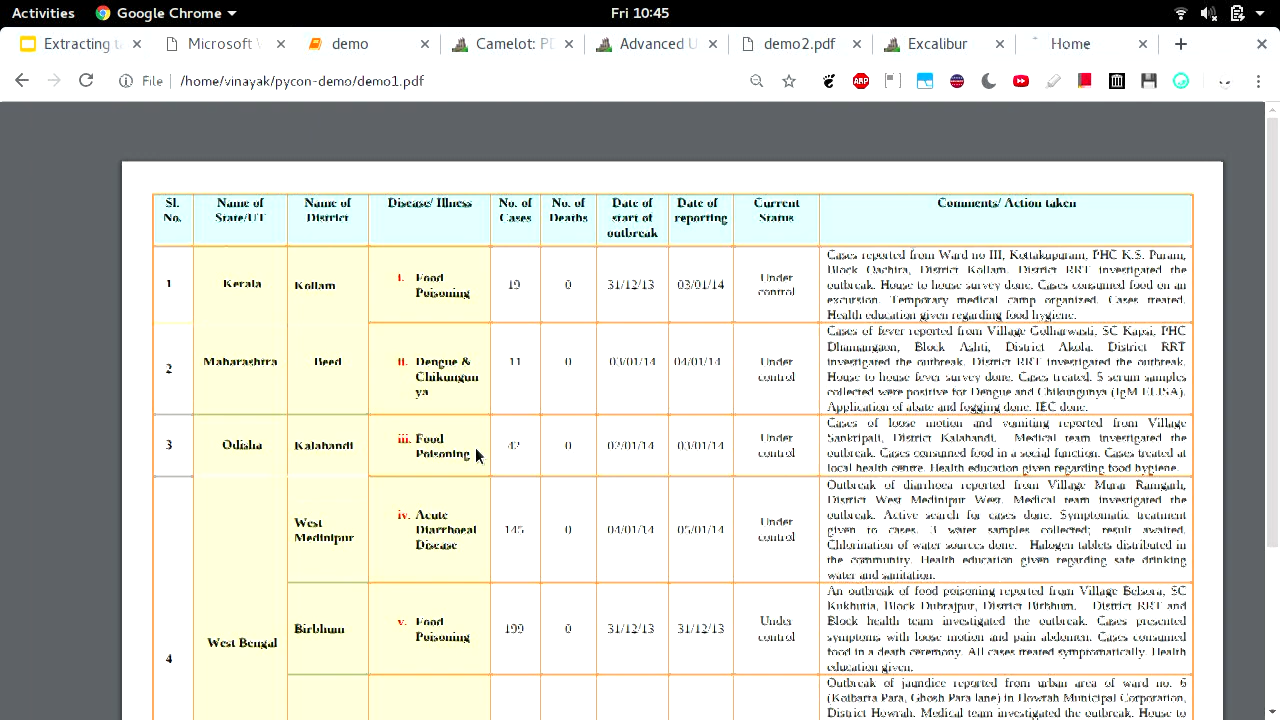 Activities Google Chrome Fri 10:45
Extracting t Microsoft demo Camelot: PD Advanced U demo2.pdf Excalibur Home
File /home/vinayak/pycon-demo/demo1.pdf
Sl. No. Name of State/UT Name of District Disease/ Illness No. of Cases No. of Deaths Date of start of outbreak Date of reporting Current Status Comments/ Action taken
1 Kerala Kollam i. Food Poisoning 19 0 31/12/13 03/01/14 Under control
Cases reported from Ward no III, Kottakupuram, PHC K.S. Puram,
Block Oachira, District Kollam. District RRT investigated the
outbreak. House to house survey done. Cases consumed food on an
excursion. Temporary medical camp organized. Cases treated.
Health education given regarding food hygiene.
2 Maharashtra Beed ii. Dengue & Chikungun ya 11 0 03/01/14 04/01/14 Under control
Cases of fever reported from Village Golharwasti, SC Kapsi, PHC
Dhamangaon, Block Ashti, District Akola. District RRT
investigated the outbreak. District RRT investigated the outbreak.
House to house fever survey done. Cases treated. 5 serum samples
collected were positive for Dengue and Chikungunya (IgM ELISA).
Application of abate and fogging done. IEC done.
3 Odisha Kalahandi iii. Food Poisoning 42 0 02/01/14 03/01/14 Under control
Cases of loose motion and vomiting reported from Village
Sankripali, District Kalahandi. Medical team investigated the
outbreak. Cases consumed food in a social function. Cases treated at
local health centre. Health education given regarding food hygiene.
4 West Bengal West Medinipur iv. Acute Diarrhoeal Disease 145 0 04/01/14 05/01/14 Under control
Outbreak of diarrhoea reported from Village Murar Ramgarh,
District West Medinipur West. Medical team investigated the
outbreak. Active search for cases done. Symptomatic treatment
given to cases. 3 water samples collected; result awaited.
Chlorination of water sources done. Halogen tablets distributed in
the community. Health education given regarding safe drinking
water and sanitation.
Birbhum v. Food Poisoning 199 0 31/12/13 31/12/13 Under control
An outbreak of food poisoning reported from Village Belsora, SC
Kukhutia, Block Dubrajpur, District Birbhum. District RRT and
Block health team investigated the outbreak. Cases presented
symptoms with loose motion and pain abdomen. Cases consumed
food in a death ceremony. All cases treated symptomatically. Health
education given.
Outbreak of jaundice reported from urban area of ward no. 6
(Koibarta Para, Ghosh Para lane) in Howrah Municipal Corporation,
District Howrah. Medical team investigated the outbreak. House to